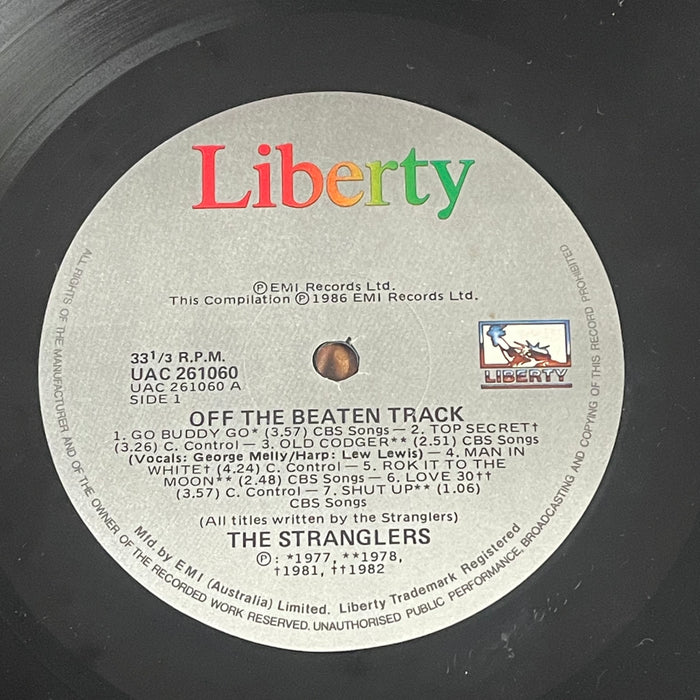 Liberty
℗ EMI Records Ltd.
This Compilation ℗ 1986 EMI Records Ltd.
33 1/3 R.P.M.
UAC 261060
UAC 261060 A
SIDE 1
LIBERTY
OFF THE BEATEN TRACK
1. GO BUDDY GO* (3.57) CBS Songs — 2. TOP SECRET†
(3.26) C. Control — 3. OLD CODGER** (2.51) CBS Songs
(Vocals: George Melly/Harp: Lew Lewis) — 4. MAN IN
WHITE† (4.24) C. Control — 5. ROK IT TO THE
MOON** (2.48) CBS Songs — 6. LOVE 30††
(3.57) C. Control — 7. SHUT UP** (1.06)
CBS Songs
(All titles written by the Stranglers)
THE STRANGLERS
℗: *1977, **1978,
†1981, ††1982
Mfd. by EMI (Australia) Limited. Liberty Trademark Registered
ALL RIGHTS OF THE MANUFACTURER AND OF THE OWNER OF THE RECORDED WORK RESERVED. UNAUTHORISED PUBLIC PERFORMANCE, BROADCASTING AND COPYING OF THIS RECORD PROHIBITED